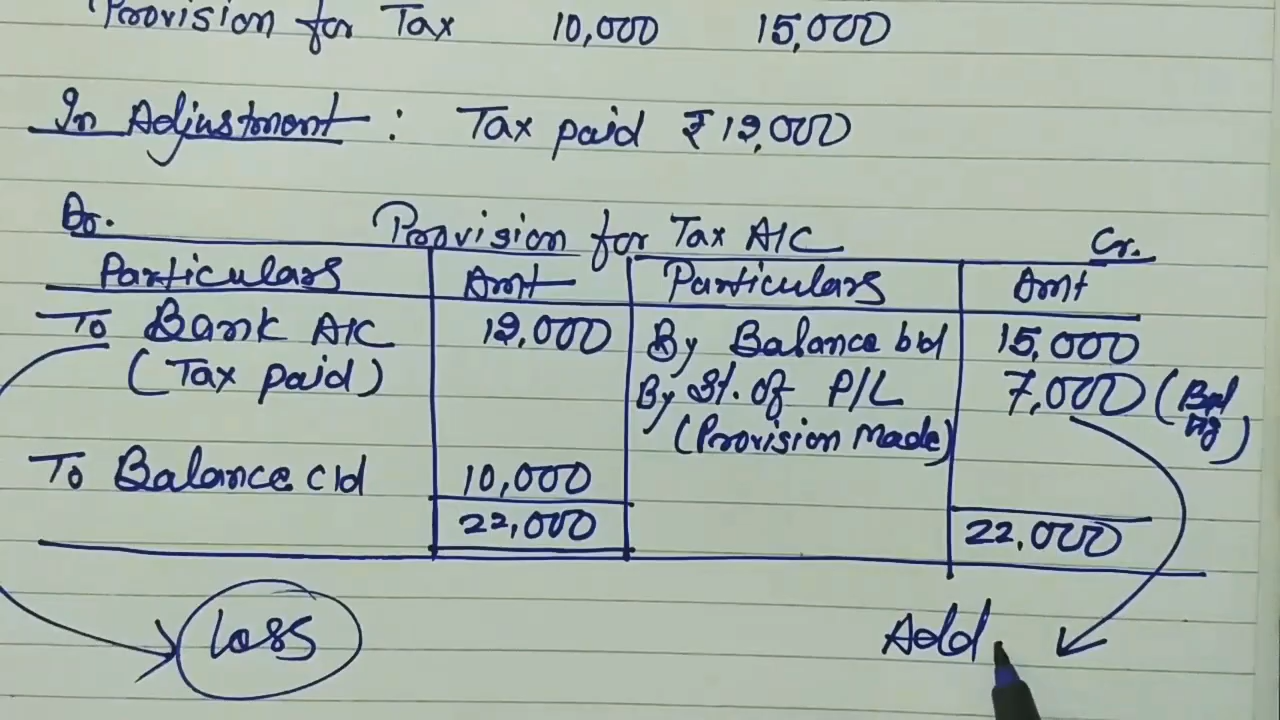 Provision for Tax 10,000 15,000
In Adjustment : Tax paid ₹ 12,000
Dr. Provision for Tax A/C Cr.
Particulars Amt Particulars Amt
To Bank A/C 12,000 By Balance b/d 15,000
(Tax paid) By St. of P/L 7,000 (Bal
(Provision Made) fig)
To Balance c/d 10,000
22,000 22,000
Loss Add